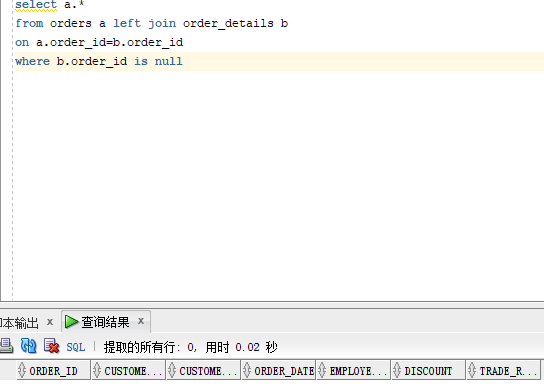 select a.*
from orders a left join order_details b
on a.order_id=b.order_id
where b.order_id is null
本输出 x
查询结果 x
SQL | 提取的所有行: 0, 用时 0.02 秒
ORDER_ID CUSTOME... CUSTOME... ORDER_DATE EMPLOYE... DISCOUNT TRADE_R...